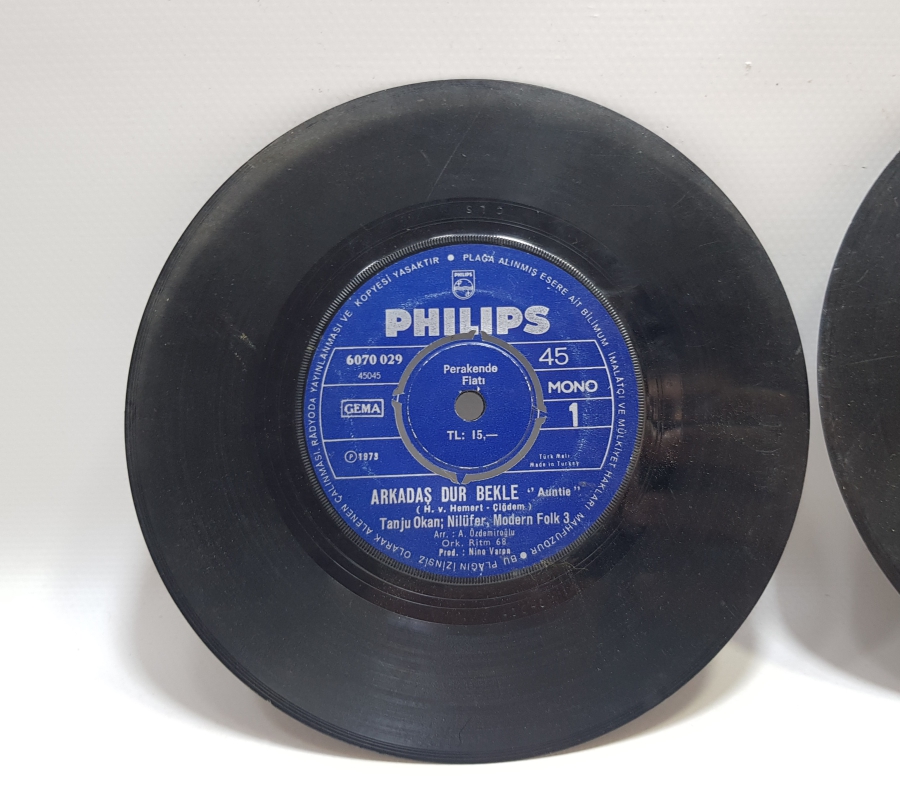 RADYODA YAYINLANMASI VE KOPYESİ YASAKTIR ● PLAĞA ALINMIŞ ESERE AİT BİLİMUM İMALATÇI VE MÜLKİYET HAKLARI MAHFUZDUR ● BU PLAĞIN İZİNSİZ OLARAK ALENEN ÇALINMASI,
PHILIPS
PHILIPS
6070 029
45045
GEMA
Ⓟ 1973
Perakende
Fiatı
TL: 15,—
45
MONO
1
Türk Malı
Made in Turkey
ARKADAŞ DUR BEKLE "Auntie"
( H. v. Hemert - Çiğdem )
Tanju Okan; Nilüfer, Modern Folk 3
Arr. : A. Özdemiroğlu
Ork. Ritm 68
Prod. : Nino Varon